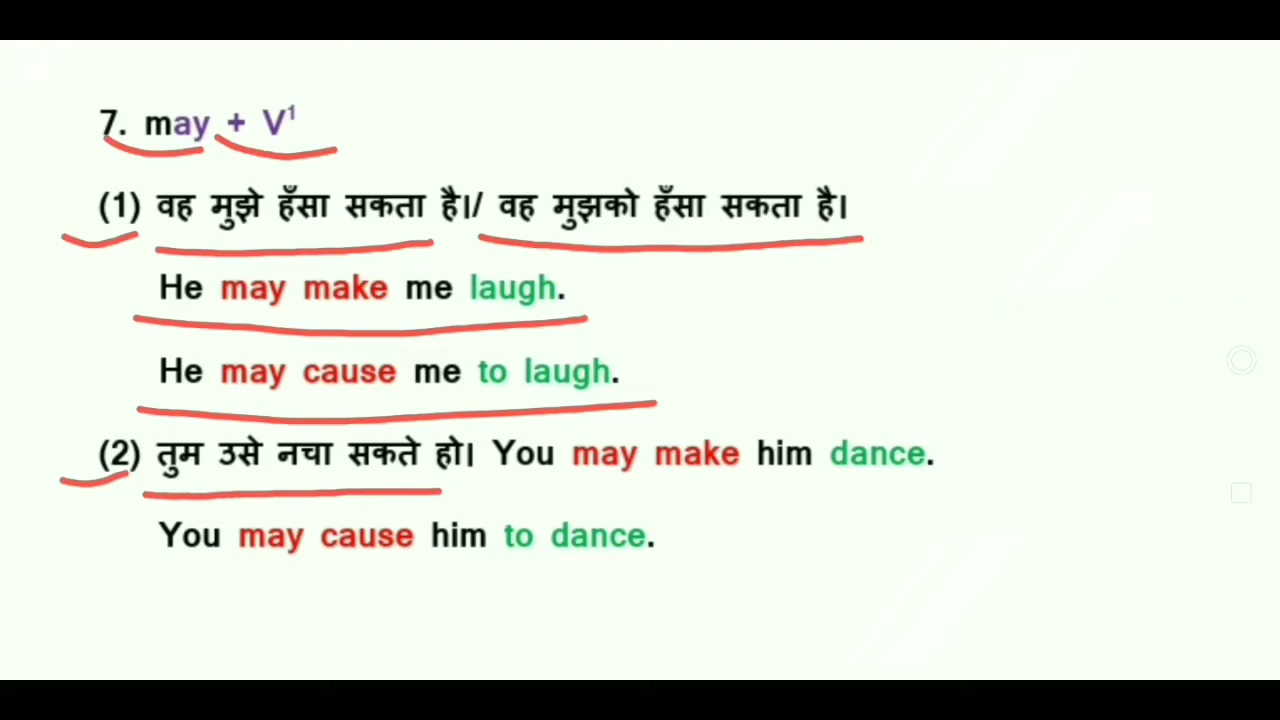 7. may + V¹
(1) वह मुझे हँसा सकता है।/ वह मुझको हँसा सकता है।
He may make me laugh.
He may cause me to laugh.
(2) तुम उसे नचा सकते हो। You may make him dance.
You may cause him to dance.